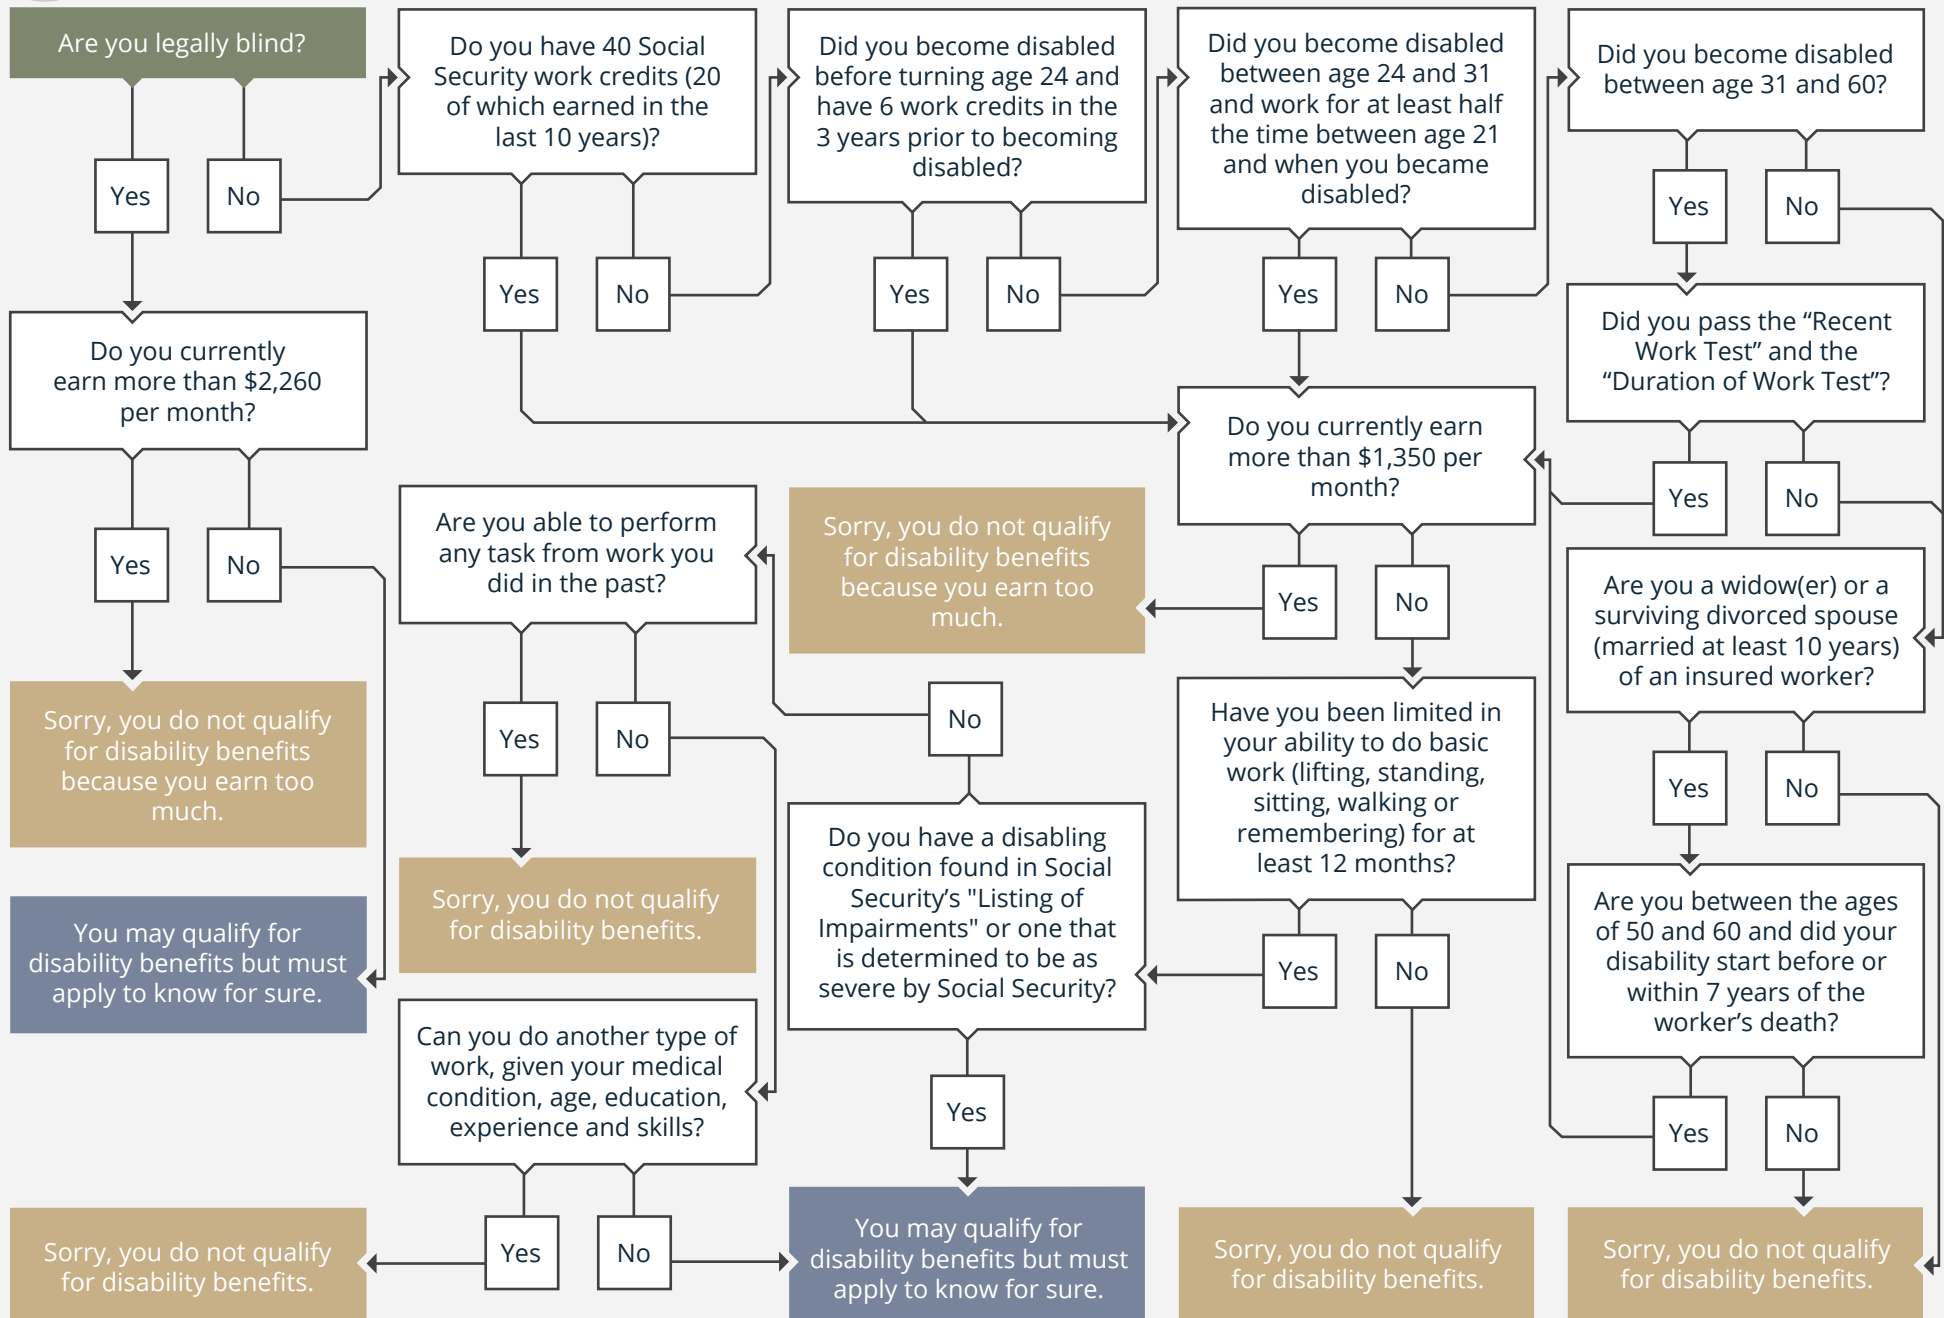 Are you legally blind?
Yes
No
Do you have 40 Social
Security work credits (20
of which earned in the
last 10 years)?
Yes
No
Did you become disabled
before turning age 24 and
have 6 work credits in the
3 years prior to becoming
disabled?
Yes
No
Did you become disabled
between age 24 and 31
and work for at least half
the time between age 21
and when you became
disabled?
Yes
No
Did you become disabled
between age 31 and 60?
Yes
No
Do you currently
earn more than $2,260
per month?
Yes
No
Did you pass the “Recent
Work Test” and the
“Duration of Work Test”?
Yes
No
Do you currently earn
more than $1,350 per
month?
Yes
No
Are you able to perform
any task from work you
did in the past?
Yes
No
Sorry, you do not qualify
for disability benefits
because you earn too
much.
Are you a widow(er) or a
surviving divorced spouse
(married at least 10 years)
of an insured worker?
Yes
No
Sorry, you do not qualify
for disability benefits
because you earn too
much.
Have you been limited in
your ability to do basic
work (lifting, standing,
sitting, walking or
remembering) for at
least 12 months?
Yes
No
No
Do you have a disabling
condition found in Social
Security’s "Listing of
Impairments" or one that
is determined to be as
severe by Social Security?
Yes
Sorry, you do not qualify
for disability benefits.
You may qualify for
disability benefits but must
apply to know for sure.
Are you between the ages
of 50 and 60 and did your
disability start before or
within 7 years of the
worker’s death?
Yes
No
Can you do another type of
work, given your medical
condition, age, education,
experience and skills?
Yes
No
Sorry, you do not qualify
for disability benefits.
You may qualify for
disability benefits but must
apply to know for sure.
Sorry, you do not qualify
for disability benefits.
Sorry, you do not qualify
for disability benefits.